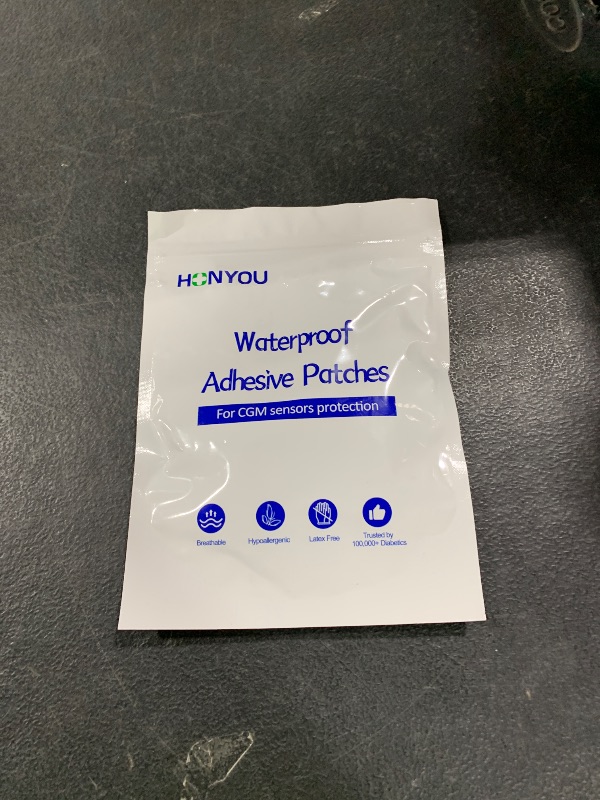 HONYOU
Waterproof
Adhesive Patches
For CGM sensors protection
Breathable
Hypoallergenic
Latex Free
Trusted by
100,000+ Diabetics